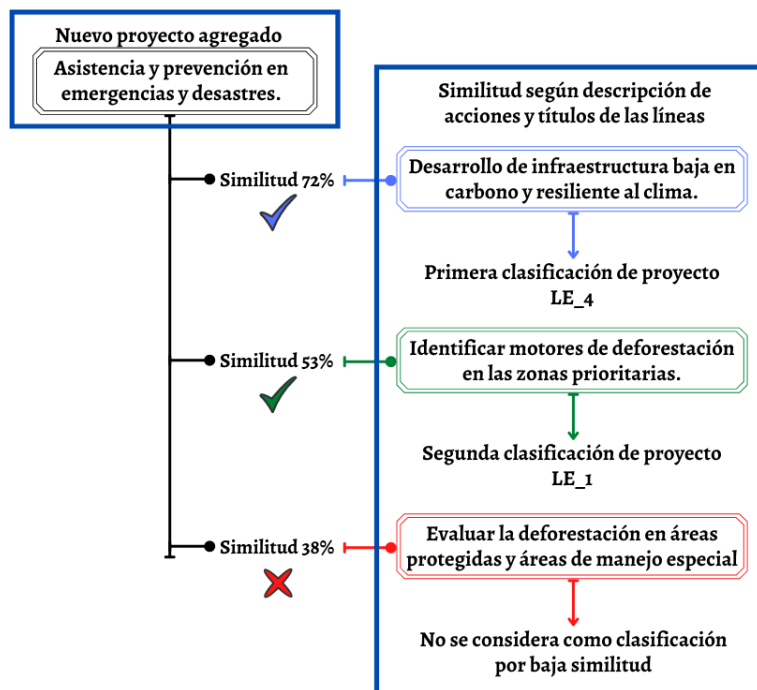 Nuevo proyecto agregado
Asistencia y prevención en
emergencias y desastres.
Similitud según descripción de
acciones y títulos de las líneas
Similitud 72%
Desarrollo de infraestructura baja en
carbono y resiliente al clima.
Primera clasificación de proyecto
LE_4
Similitud 53%
Identificar motores de deforestación
en las zonas prioritarias.
Segunda clasificación de proyecto
LE_1
Similitud 38%
Evaluar la deforestación en áreas
protegidas y áreas de manejo especial
No se considera como clasificación
por baja similitud